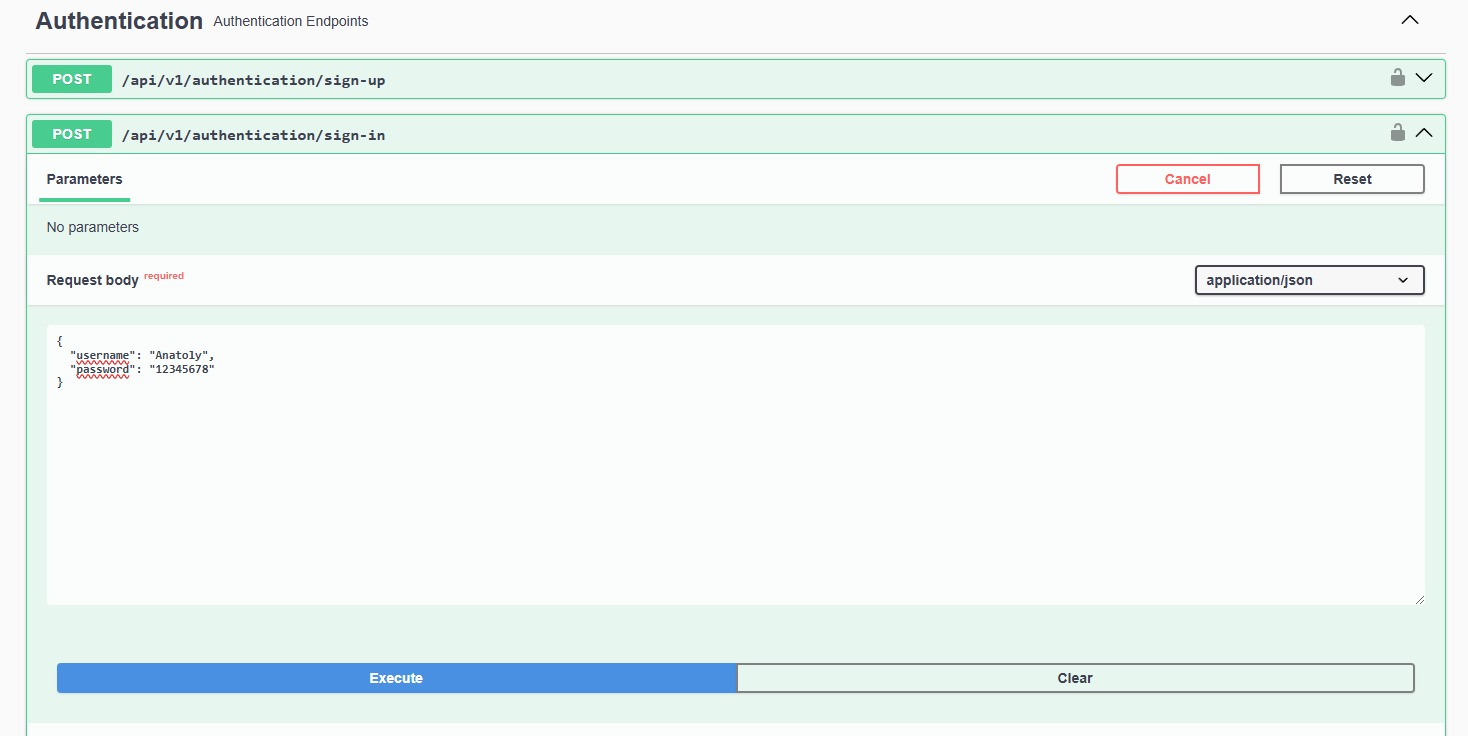 Authentication Authentication Endpoints
POST /api/v1/authentication/sign-up
POST /api/v1/authentication/sign-in
Parameters Cancel Reset
No parameters
Request body required application/json
{
  "username": "Anatoly",
  "password": "12345678"
}
Execute Clear